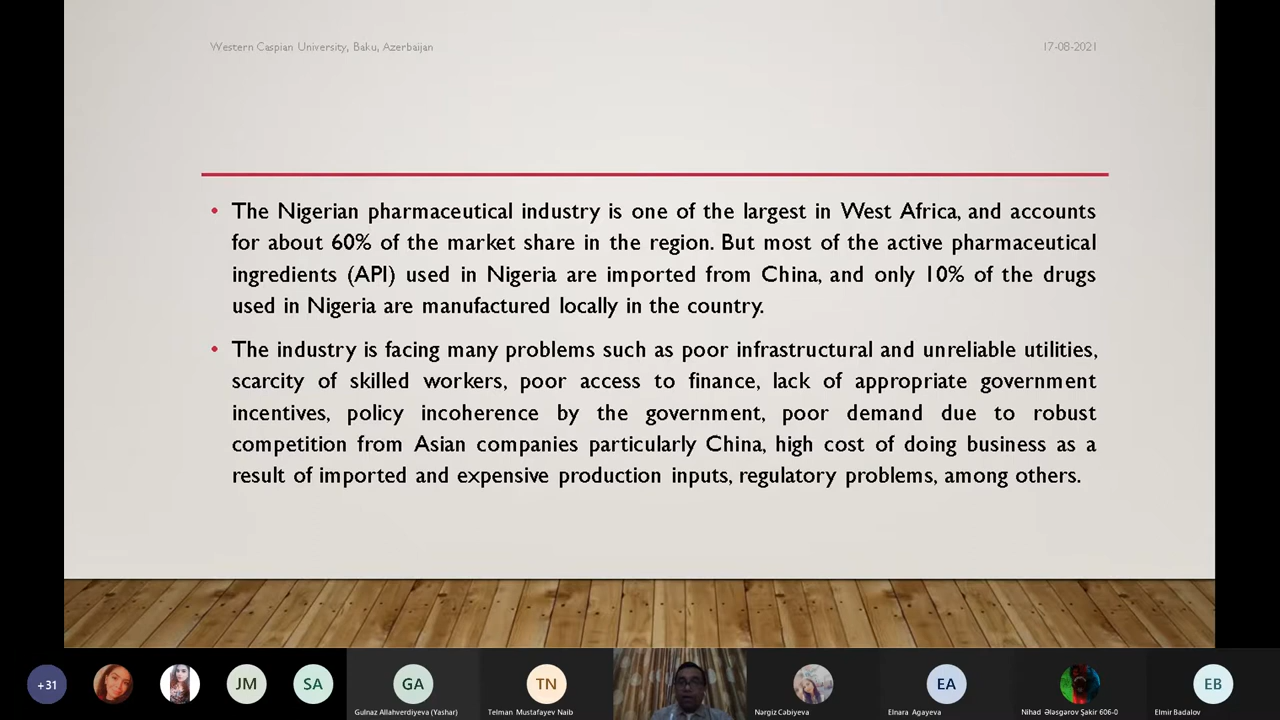 Western Caspian University, Baku, Azerbaijan
17-08-2021
• The Nigerian pharmaceutical industry is one of the largest in West Africa, and accounts
for about 60% of the market share in the region. But most of the active pharmaceutical
ingredients (API) used in Nigeria are imported from China, and only 10% of the drugs
used in Nigeria are manufactured locally in the country.
• The industry is facing many problems such as poor infrastructural and unreliable utilities,
scarcity of skilled workers, poor access to finance, lack of appropriate government
incentives, policy incoherence by the government, poor demand due to robust
competition from Asian companies particularly China, high cost of doing business as a
result of imported and expensive production inputs, regulatory problems, among others.
+31
JM
SA
GA
TN
EA
EB
Gulnaz Allahverdiyeva (Yashar)
Telman Mustafayev Naib
Nərgiz Cəbiyeva
Elnara Agayeva
Nihad Ələsgərov Şakir 606-0
Elmir Badalov